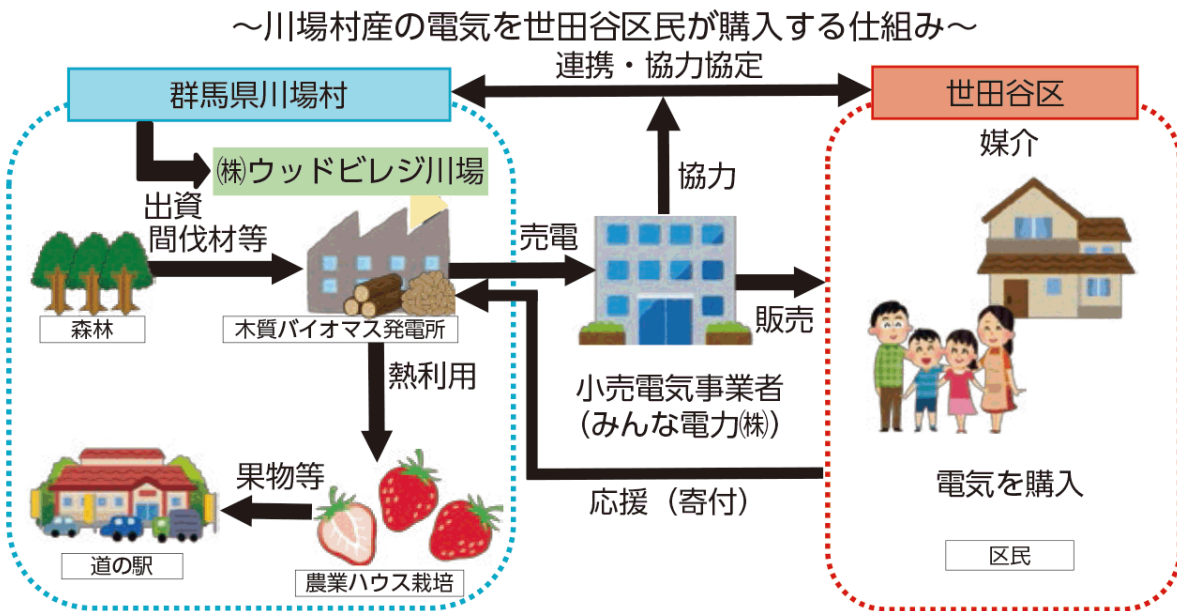 ～川場村産の電気を世田谷区民が購入する仕組み～
連携・協力協定
群馬県川場村
世田谷区
媒介
㈱ウッドビレジ川場
協力
出資
間伐材等
売電
販売
森林
木質バイオマス発電所
熱利用
小売電気事業者
（みんな電力㈱）
果物等
応援（寄付）
電気を購入
道の駅
農業ハウス栽培
区民